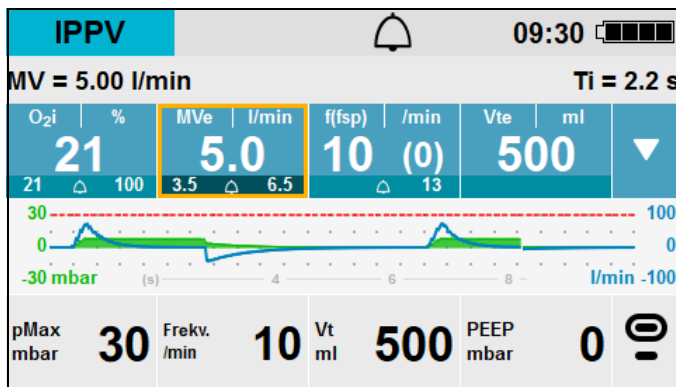 IPPV 09:30
MV = 5.00 l/min Ti = 2.2 s
O2i % MVe l/min f(fsp) /min Vte ml
21 5.0 10 (0) 500
21 100 3.5 6.5 13
30 100
0 0
-30 mbar (s) 4 6 8 l/min -100
pMax mbar 30 Frekv. /min 10 Vt ml 500 PEEP mbar 0